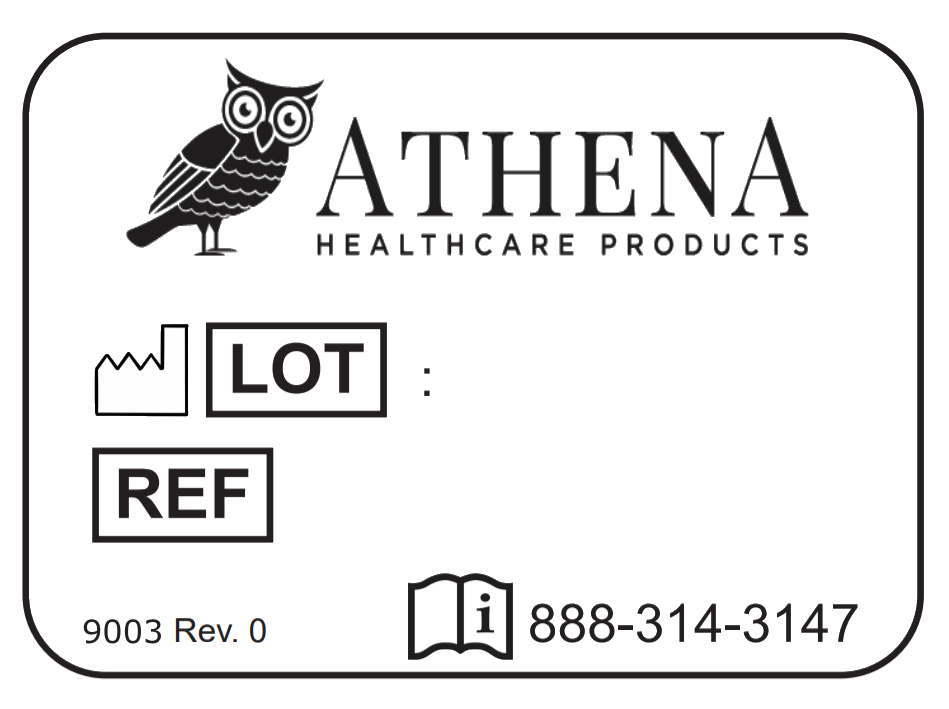 ATHENA
HEALTHCARE PRODUCTS
LOT :
REF
9003 Rev. 0
i 888-314-3147